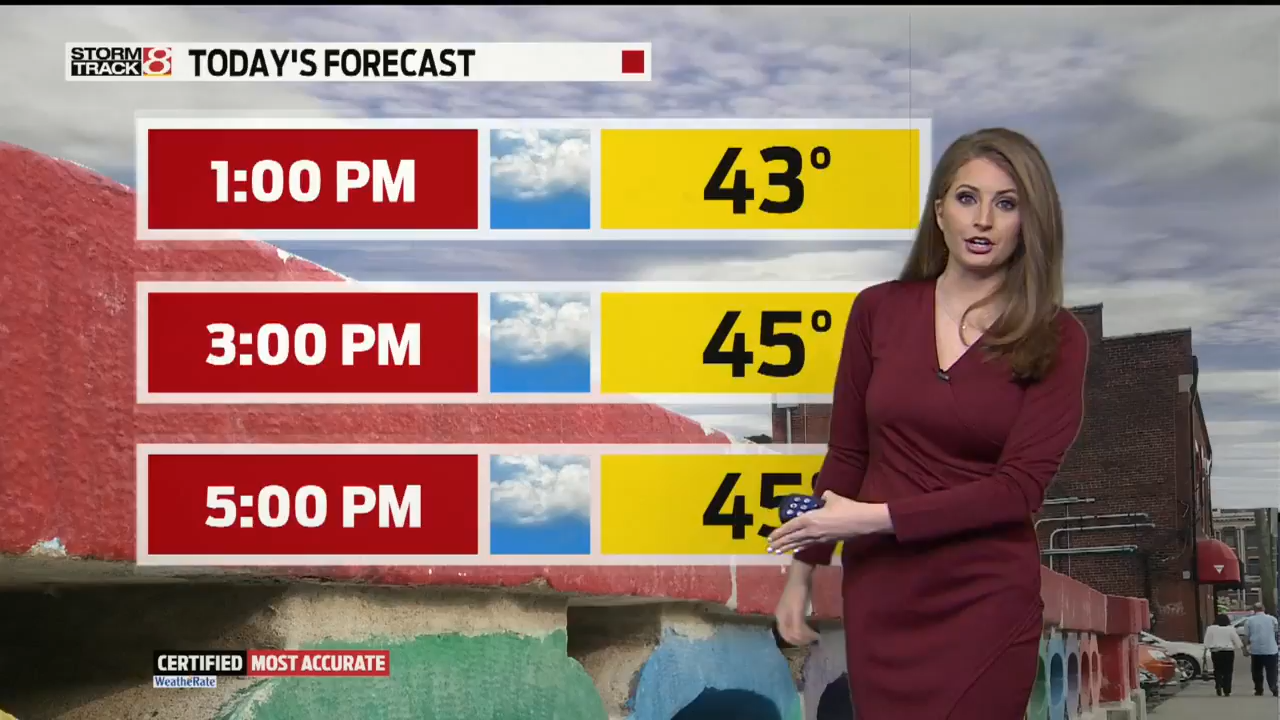 STORM TRACK 8
TODAY'S FORECAST
1:00 PM 43°
3:00 PM 45°
5:00 PM 45°
CERTIFIED MOST ACCURATE
WeatheRate